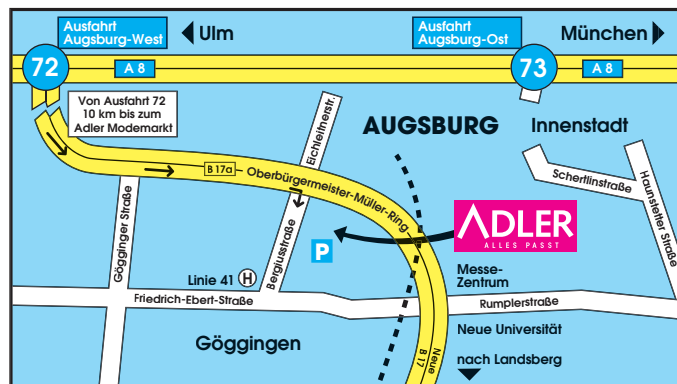 Ausfahrt
Augsburg-West
Ulm
Ausfahrt
Augsburg-Ost
München
72
A 8
73
A 8
Von Ausfahrt 72
10 km bis zum
Adler Modemarkt
Eichleitnerstr.
AUGSBURG
Innenstadt
B 17a
Oberbürgermeister-Müller-Ring
Schertlinstraße
Haunstetter Straße
Gögginger Straße
Bergiusstraße
P
ADLER
ALLES PASST
Linie 41 H
Messe-
Zentrum
Friedrich-Ebert-Straße
Rumplerstraße
Göggingen
Neue
B 17
Neue Universität
nach Landsberg